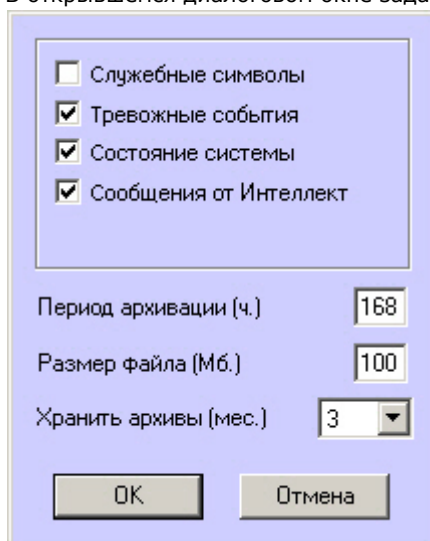 В открывшемся диалоговом окне зада
Служебные символы
Тревожные события
Состояние системы
Сообщения от Интеллект
Период архивации (ч.) 168
Размер файла (Мб.) 100
Хранить архивы (мес.) 3
OK Отмена